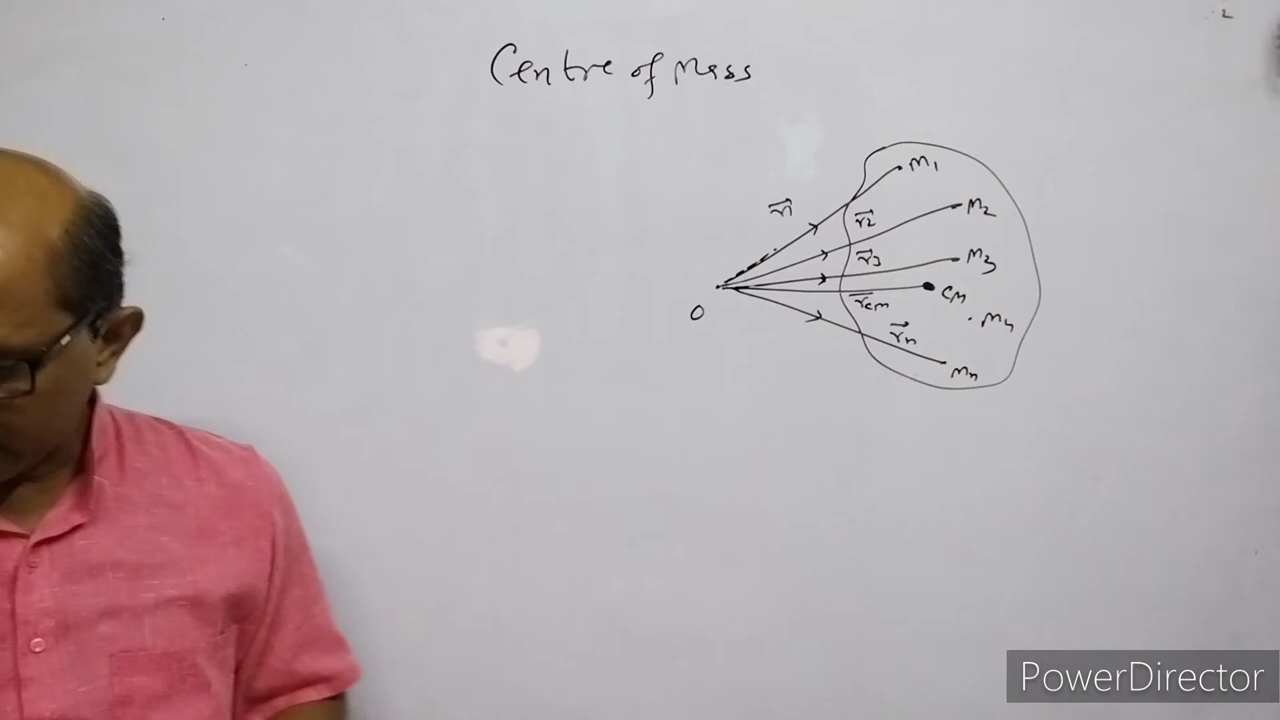 Centre of Mass
m1
r1
m2
r2
m3
r3
cm
rcm
O
m4
rn
mn
PowerDirector